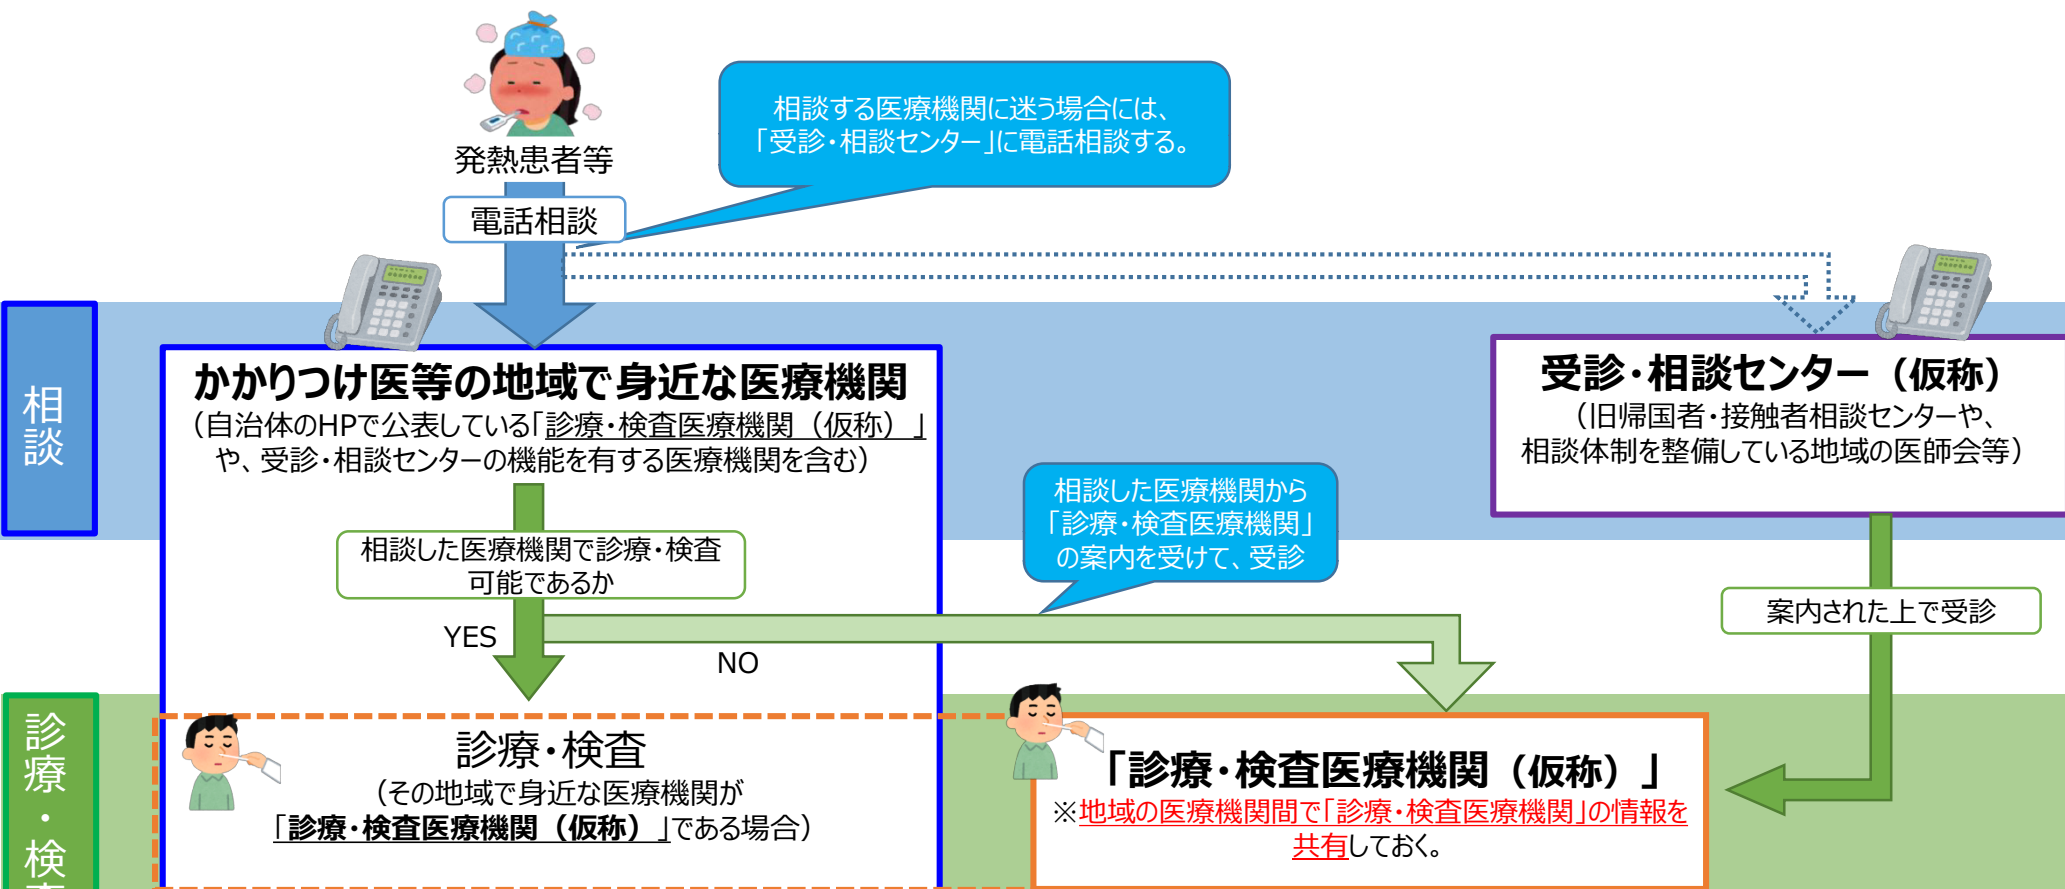 発熱患者等
相談する医療機関に迷う場合には、
「受診・相談センター」に電話相談する。
電話相談
相談
かかりつけ医等の地域で身近な医療機関
（自治体のHPで公表している「診療・検査医療機関（仮称）」
や、受診・相談センターの機能を有する医療機関を含む）
受診・相談センター（仮称）
（旧帰国者・接触者相談センターや、
相談体制を整備している地域の医師会等）
相談した医療機関から
「診療・検査医療機関」
の案内を受けて、受診
相談した医療機関で診療・検査
可能であるか
案内された上で受診
YES
NO
診療・検
診療・検査
（その地域で身近な医療機関が
「診療・検査医療機関（仮称）」である場合）
「診療・検査医療機関（仮称）」
※地域の医療機関間で「診療・検査医療機関」の情報を
共有しておく。